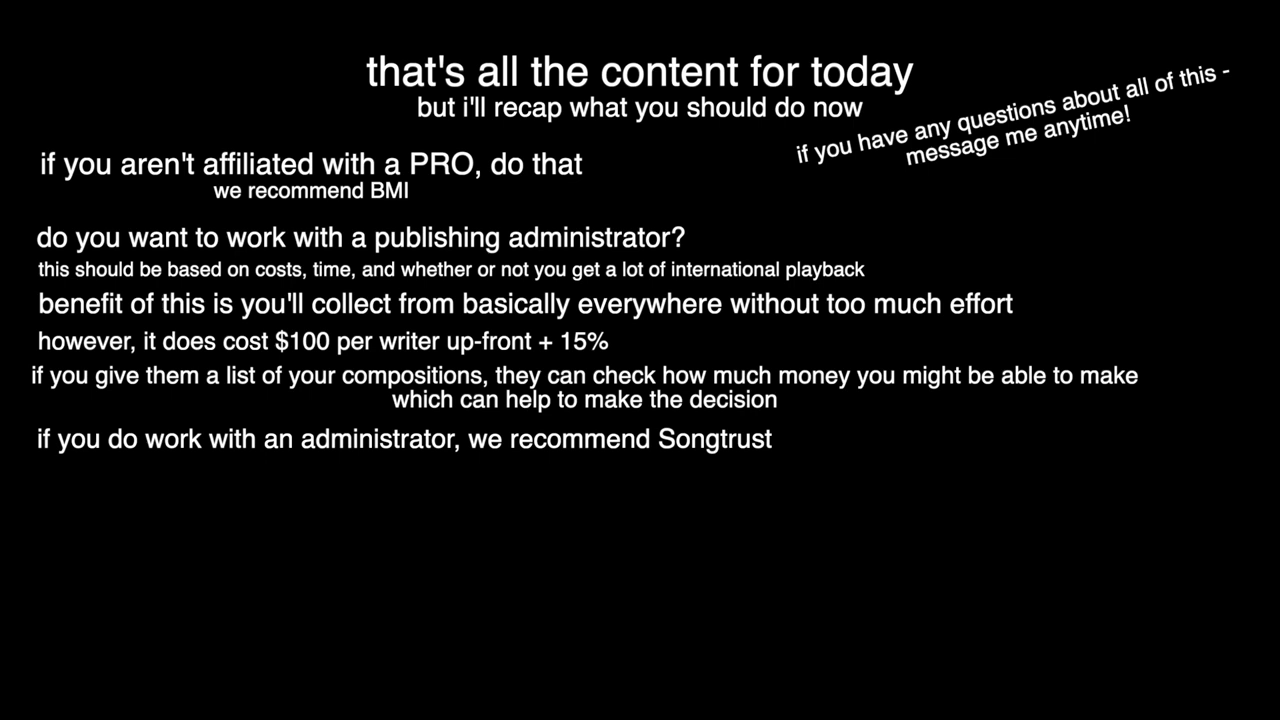 that's all the content for today
but i'll recap what you should do now
if you have any questions about all of this -
message me anytime!
if you aren't affiliated with a PRO, do that
we recommend BMI
do you want to work with a publishing administrator?
this should be based on costs, time, and whether or not you get a lot of international playback
benefit of this is you'll collect from basically everywhere without too much effort
however, it does cost $100 per writer up-front + 15%
if you give them a list of your compositions, they can check how much money you might be able to make
which can help to make the decision
if you do work with an administrator, we recommend Songtrust